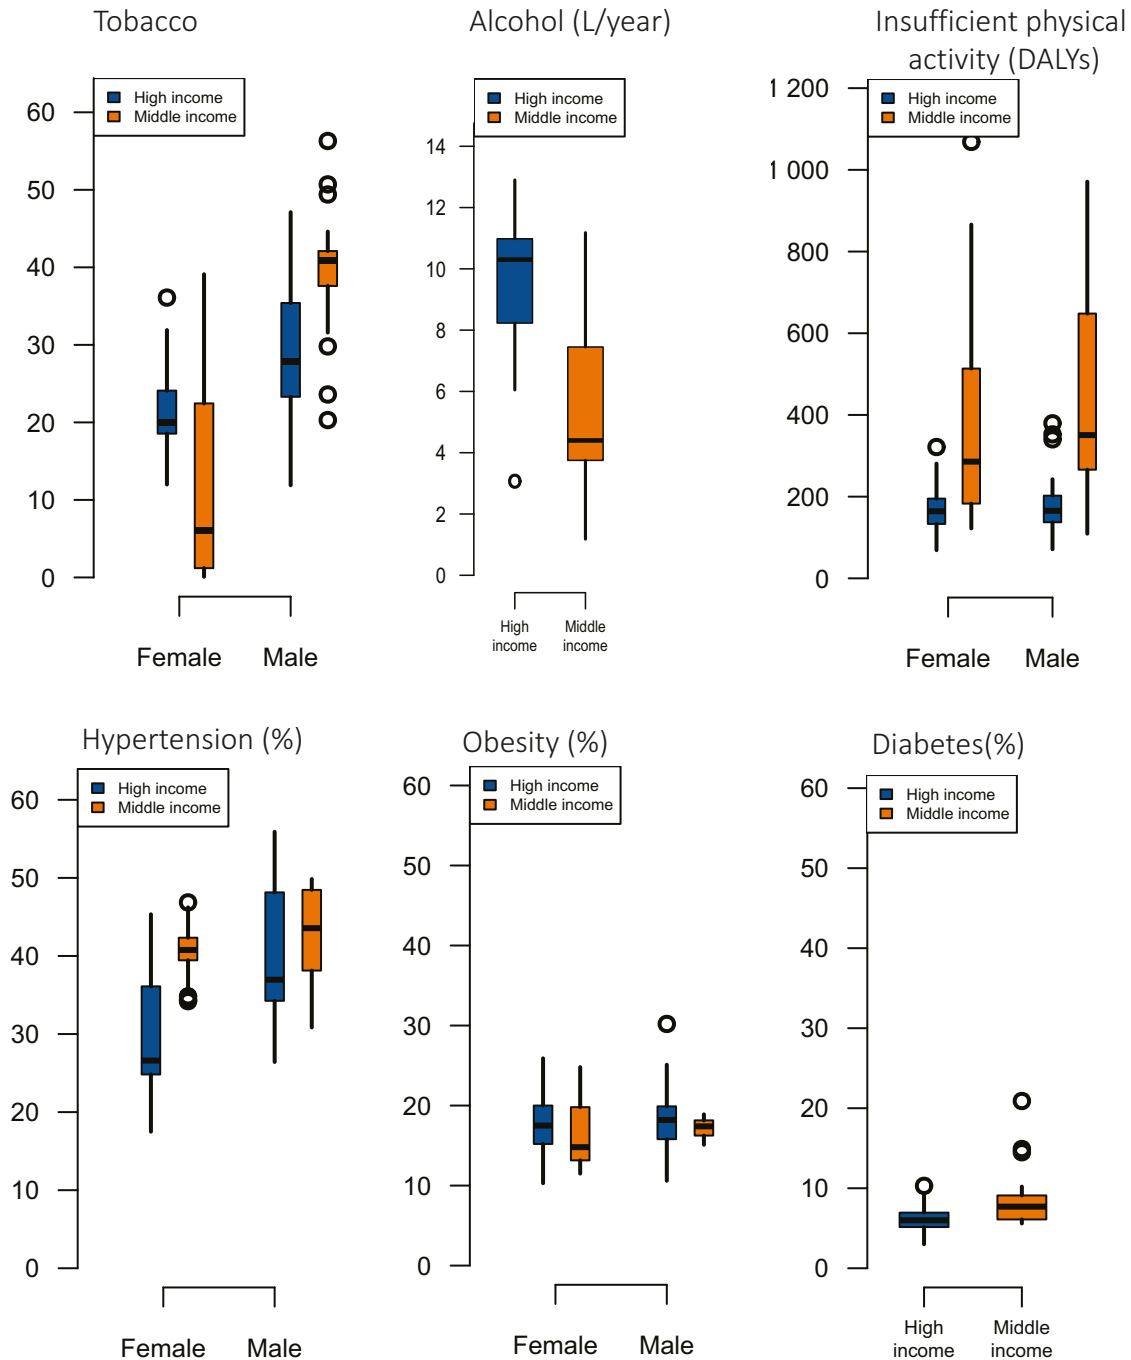 Tobacco
High income
Middle income
60
50
40
30
20
10
0
Female Male
Alcohol (L/year)
High income
Middle income
14
12
10
8
6
4
2
0
High
income
Middle
income
Insufficient physical
activity (DALYs)
1 200
High income
Middle income
1 000
800
600
400
200
0
Female Male
Hypertension (%)
High income
Middle income
60
50
40
30
20
10
0
Female Male
Obesity (%)
High income
Middle income
60
50
40
30
20
10
0
Female Male
Diabetes(%)
High income
Middle income
60
50
40
30
20
10
0
High
income
Middle
income